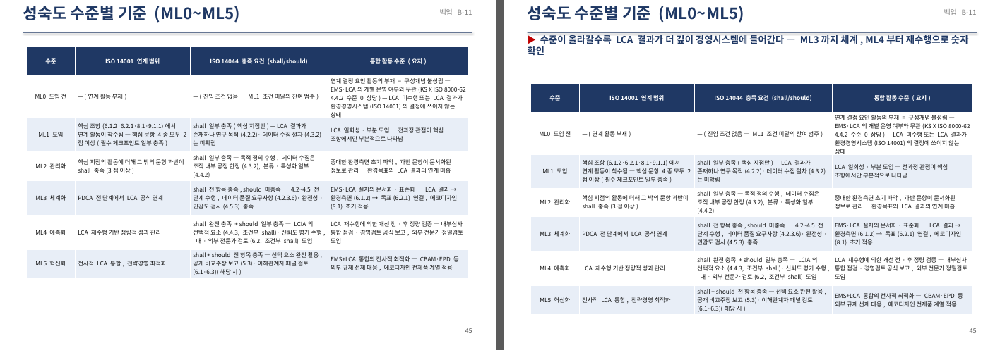 성숙도 수준별 기준 (ML0~ML5)
백업 B-11
수준
ISO 14001 연계 범위
ISO 14044 충족 요건 (shall/should)
통합 활동 수준 ( 요지 )
ML0 도입 전
— ( 연계 활동 부재 )
— ( 진입 조건 없음 — ML1 조건 미달의 잔여 범주 )
연계 결정 요인 활동의 부재 = 구성개념 불성립 —
EMS·LCA 의 개별 운영 여부와 무관 (KS X ISO 8000-62
4.4.2 수준 0 상당 ) — LCA 미수행 또는 LCA 결과가
환경경영시스템 (ISO 14001) 의 결정에 쓰이지 않는
상태
ML1 도입
핵심 조항 (6.1.2·6.2.1·8.1·9.1.1) 에서
연계 활동이 착수됨 — 핵심 문항 4 종 모두 2
점 이상 ( 필수 체크포인트 일부 충족 )
shall 일부 충족 ( 핵심 지점만 ) — LCA 결과가
존재하나 연구 목적 (4.2.2)· 데이터 수집 절차 (4.3.2)
는 미확립
LCA 일회성 · 부분 도입 — 전과정 관점이 핵심
조항에서만 부분적으로 나타남
ML2 관리화
핵심 지점의 활동에 더해 그 밖의 문항 과반이
shall 충족 (3 점 이상 )
shall 일부 충족 — 목적 정의 수행 , 데이터 수집은
조직 내부 공정 한정 (4.3.2), 분류 · 특성화 일부
(4.4.2)
중대한 환경측면 초기 파악 , 과반 문항이 문서화된
정보로 관리 — 환경목표와 LCA 결과의 연계 미흡
ML3 체계화
PDCA 전 단계에서 LCA 공식 연계
shall 전 항목 충족 , should 미충족 — 4.2~4.5 전
단계 수행 , 데이터 품질 요구사항 (4.2.3.6)· 완전성 ·
민감도 검사 (4.5.3) 충족
EMS·LCA 절차의 문서화 · 표준화 — LCA 결과 →
환경측면 (6.1.2) → 목표 (6.2.1) 연결 , 에코디자인
(8.1) 초기 적용
ML4 예측화
LCA 재수행 기반 정량적 성과 관리
shall 완전 충족 + should 일부 충족 — LCIA 의
선택적 요소 (4.4.3, 조건부 shall)· 신뢰도 평가 수행 ,
내 · 외부 전문가 검토 (6.2, 조건부 shall) 도입
LCA 재수행에 의한 개선 전 · 후 정량 검증 — 내부심사
통합 점검 · 경영검토 공식 보고 , 외부 전문가 정밀검토
도입
ML5 혁신화
전사적 LCA 통합 , 전략경영 최적화
shall + should 전 항목 충족 — 선택 요소 완전 활용 ,
공개 비교주장 보고 (5.3)· 이해관계자 패널 검토
(6.1·6.3)( 해당 시 )
EMS+LCA 통합의 전사적 최적화 — CBAM·EPD 등
외부 규제 선제 대응 , 에코디자인 전제품 계열 적용
45
성숙도 수준별 기준 (ML0~ML5)
백업 B-11
▶ 수준이 올라갈수록 LCA 결과가 더 깊이 경영시스템에 들어간다 — ML3 까지 체계 , ML4 부터 재수행으로 숫자
확인
수준
ISO 14001 연계 범위
ISO 14044 충족 요건 (shall/should)
통합 활동 수준 ( 요지 )
ML0 도입 전
— ( 연계 활동 부재 )
— ( 진입 조건 없음 — ML1 조건 미달의 잔여 범주 )
연계 결정 요인 활동의 부재 = 구성개념 불성립 —
EMS·LCA 의 개별 운영 여부와 무관 (KS X ISO 8000-62
4.4.2 수준 0 상당 ) — LCA 미수행 또는 LCA 결과가
환경경영시스템 (ISO 14001) 의 결정에 쓰이지 않는
상태
ML1 도입
핵심 조항 (6.1.2·6.2.1·8.1·9.1.1) 에서
연계 활동이 착수됨 — 핵심 문항 4 종 모두 2
점 이상 ( 필수 체크포인트 일부 충족 )
shall 일부 충족 ( 핵심 지점만 ) — LCA 결과가
존재하나 연구 목적 (4.2.2)· 데이터 수집 절차 (4.3.2)
는 미확립
LCA 일회성 · 부분 도입 — 전과정 관점이 핵심
조항에서만 부분적으로 나타남
ML2 관리화
핵심 지점의 활동에 더해 그 밖의 문항 과반이
shall 충족 (3 점 이상 )
shall 일부 충족 — 목적 정의 수행 , 데이터 수집은
조직 내부 공정 한정 (4.3.2), 분류 · 특성화 일부
(4.4.2)
중대한 환경측면 초기 파악 , 과반 문항이 문서화된
정보로 관리 — 환경목표와 LCA 결과의 연계 미흡
ML3 체계화
PDCA 전 단계에서 LCA 공식 연계
shall 전 항목 충족 , should 미충족 — 4.2~4.5 전
단계 수행 , 데이터 품질 요구사항 (4.2.3.6)· 완전성 ·
민감도 검사 (4.5.3) 충족
EMS·LCA 절차의 문서화 · 표준화 — LCA 결과 →
환경측면 (6.1.2) → 목표 (6.2.1) 연결 , 에코디자인
(8.1) 초기 적용
ML4 예측화
LCA 재수행 기반 정량적 성과 관리
shall 완전 충족 + should 일부 충족 — LCIA 의
선택적 요소 (4.4.3, 조건부 shall)· 신뢰도 평가 수행 ,
내 · 외부 전문가 검토 (6.2, 조건부 shall) 도입
LCA 재수행에 의한 개선 전 · 후 정량 검증 — 내부심사
통합 점검 · 경영검토 공식 보고 , 외부 전문가 정밀검토
도입
ML5 혁신화
전사적 LCA 통합 , 전략경영 최적화
shall + should 전 항목 충족 — 선택 요소 완전 활용 ,
공개 비교주장 보고 (5.3)· 이해관계자 패널 검토
(6.1·6.3)( 해당 시 )
EMS+LCA 통합의 전사적 최적화 — CBAM·EPD 등
외부 규제 선제 대응 , 에코디자인 전제품 계열 적용
45